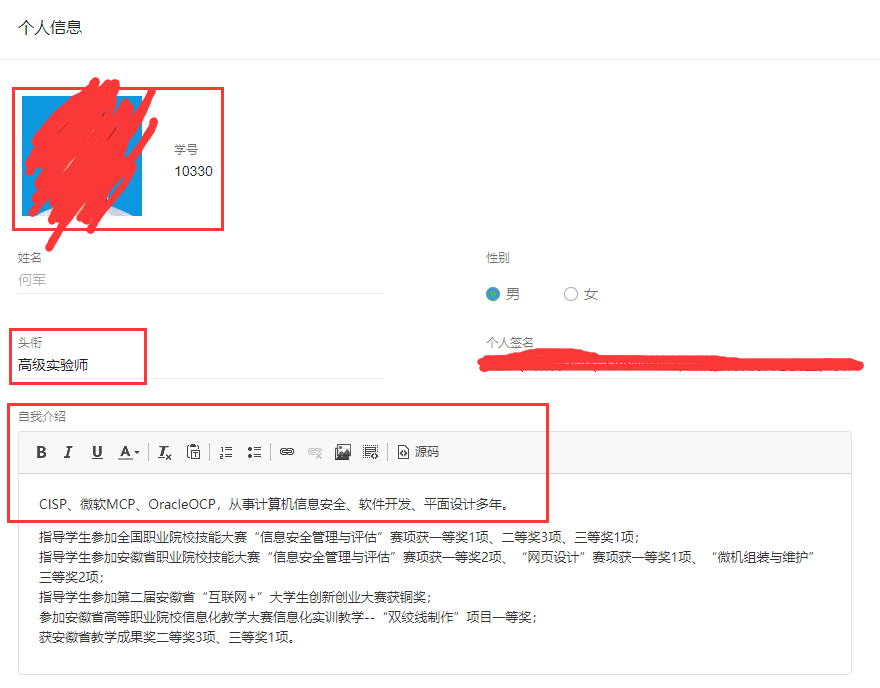 个人信息
学号
10330
姓名
何军
性别
男 女
头衔
高级实验师
个人签名
自我介绍
B I U A Tx 源码
CISP、微软MCP、OracleOCP，从事计算机信息安全、软件开发、平面设计多年。
指导学生参加全国职业院校技能大赛“信息安全管理与评估”赛项获一等奖1项、二等奖3项、三等奖1项；
指导学生参加安徽省职业院校技能大赛“信息安全管理与评估”赛项获一等奖2项、“网页设计”赛项获一等奖1项、“微机组装与维护”
三等奖2项；
指导学生参加第二届安徽省“互联网+”大学生创新创业大赛获铜奖；
参加安徽省高等职业院校信息化教学大赛信息化实训教学--“双绞线制作”项目一等奖；
获安徽省教学成果奖二等奖3项、三等奖1项。